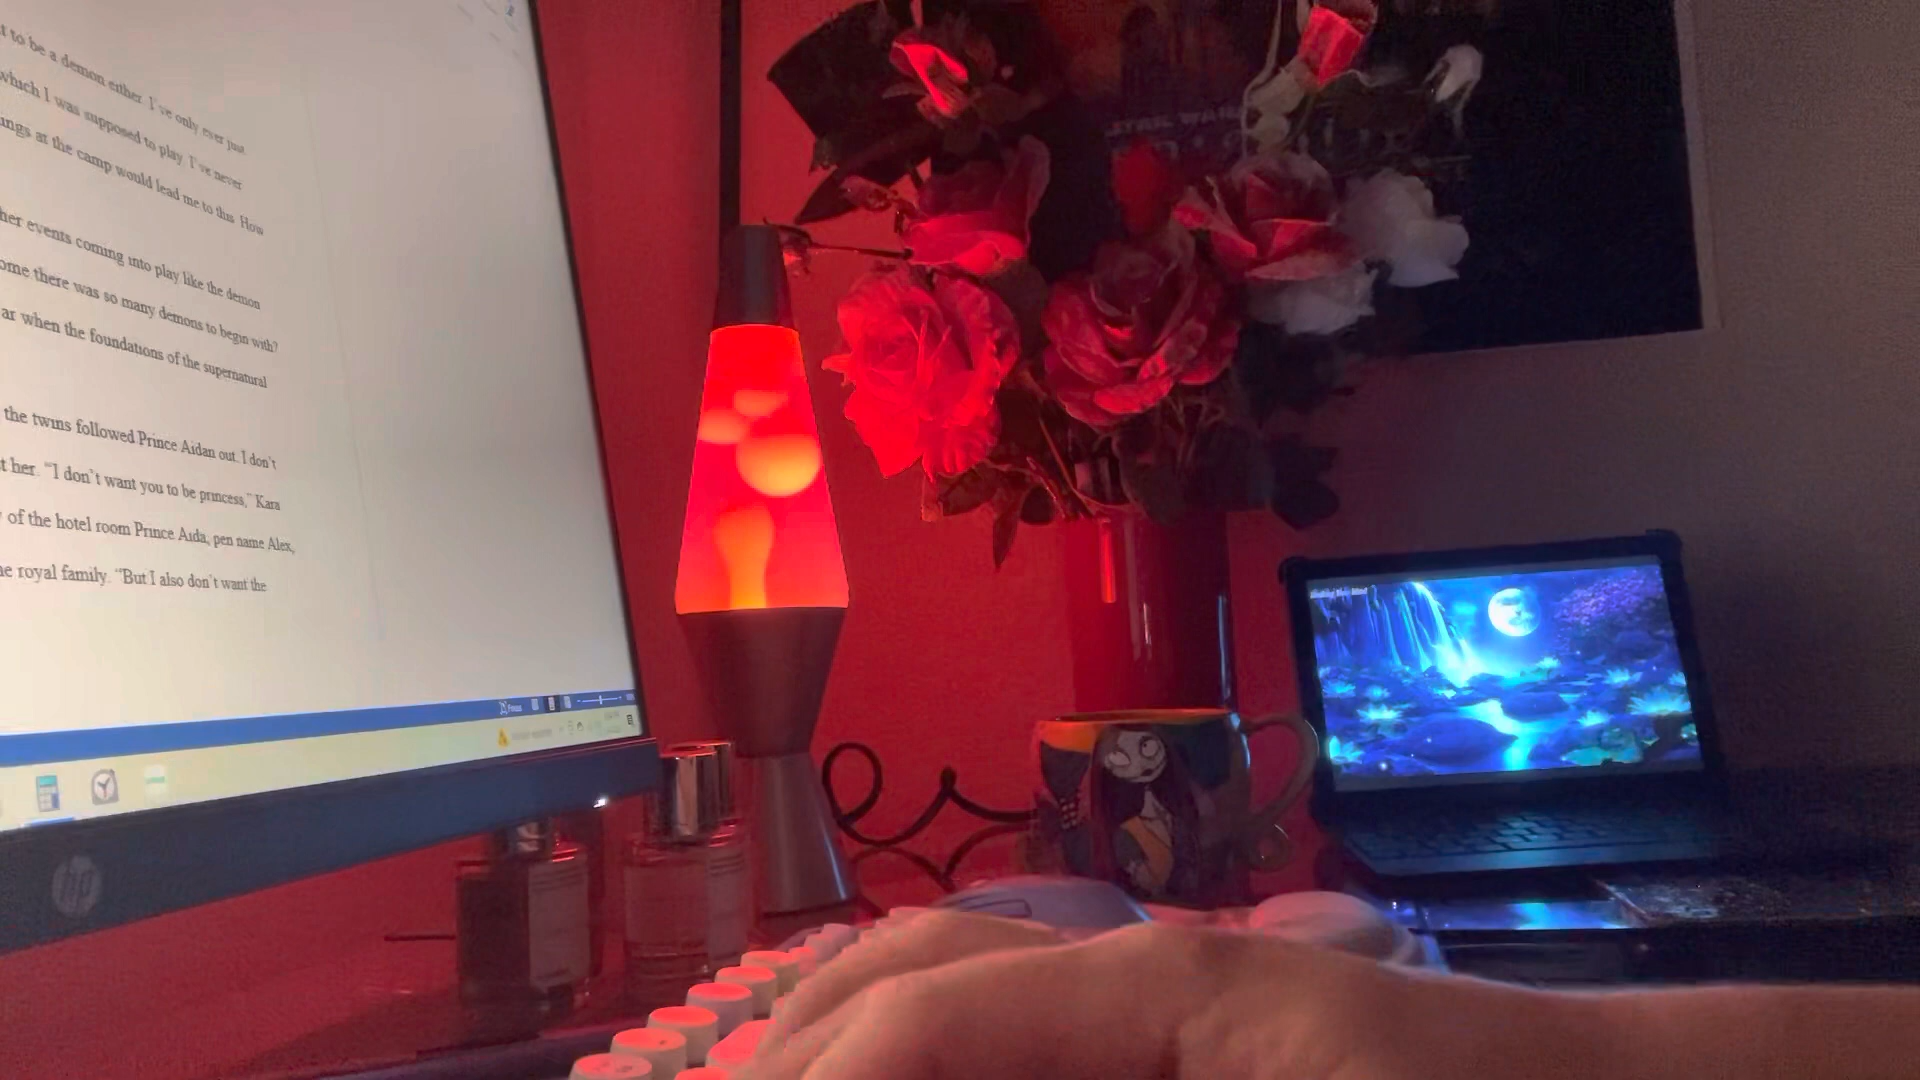 t to be a demon either. I've only ever just
which I was supposed to play. I've never
ings at the camp would lead me to this. How
her events coming into play like the demon
ome there was so many demons to begin with?
ar when the foundations of the supernatural
the twins followed Prince Aidan out. I don't
t her. "I don't want you to be princess," Kara
of the hotel room Prince Aida, pen name Alex,
he royal family. "But I also don't want the
Focus
hp
STAR WARS